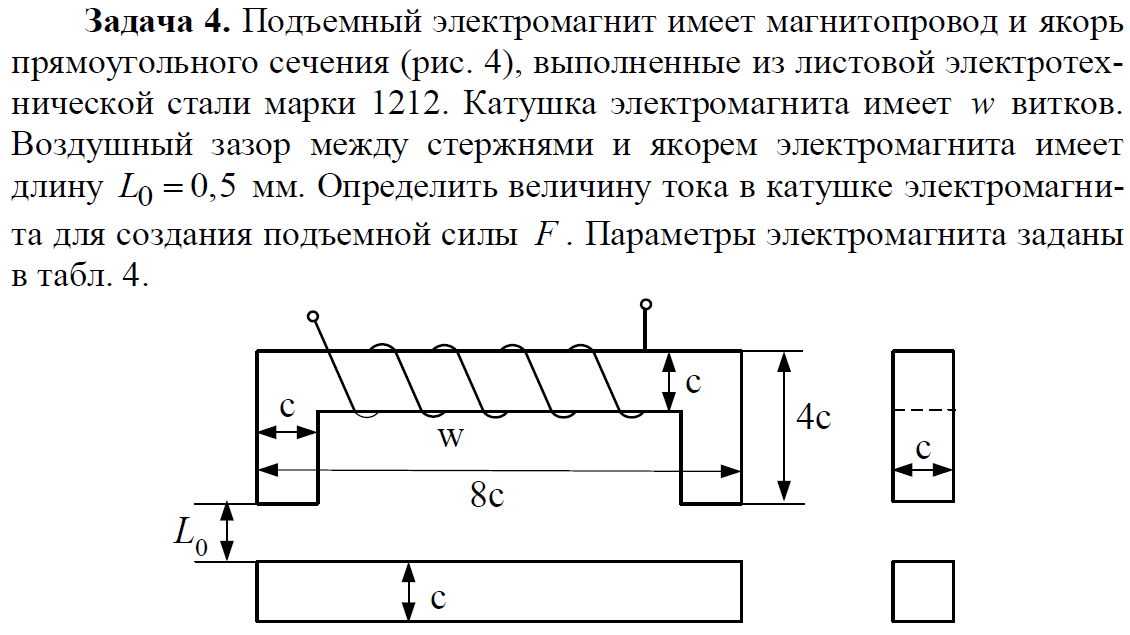 Задача 4. Подъемный электромагнит имеет магнитопровод и якорь
прямоугольного сечения (рис. 4), выполненные из листовой электротех-
нической стали марки 1212. Катушка электромагнита имеет w витков.
Воздушный зазор между стержнями и якорем электромагнита имеет
длину L₀ = 0,5 мм. Определить величину тока в катушке электромагни-
та для создания подъемной силы F . Параметры электромагнита заданы
в табл. 4.
c
c
4c
w
c
8c
L₀
c